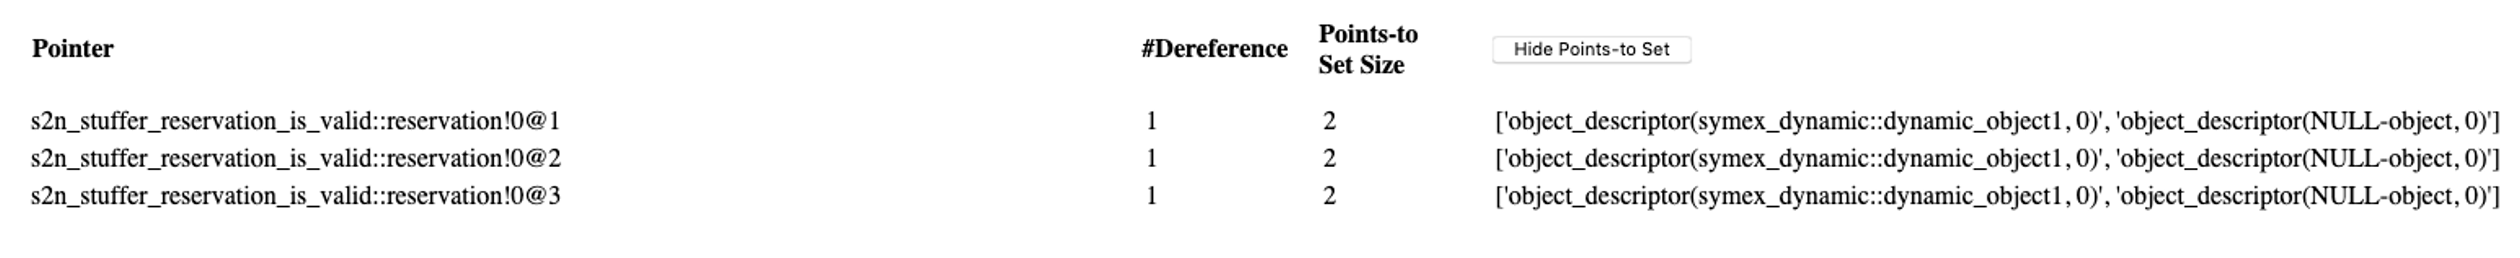 Pointer #Dereference Points-to Set Size Hide Points-to Set
s2n_stuffer_reservation_is_valid::reservation!0@1 1 2 ['object_descriptor(symex_dynamic::dynamic_object1, 0)', 'object_descriptor(NULL-object, 0)']
s2n_stuffer_reservation_is_valid::reservation!0@2 1 2 ['object_descriptor(symex_dynamic::dynamic_object1, 0)', 'object_descriptor(NULL-object, 0)']
s2n_stuffer_reservation_is_valid::reservation!0@3 1 2 ['object_descriptor(symex_dynamic::dynamic_object1, 0)', 'object_descriptor(NULL-object, 0)']